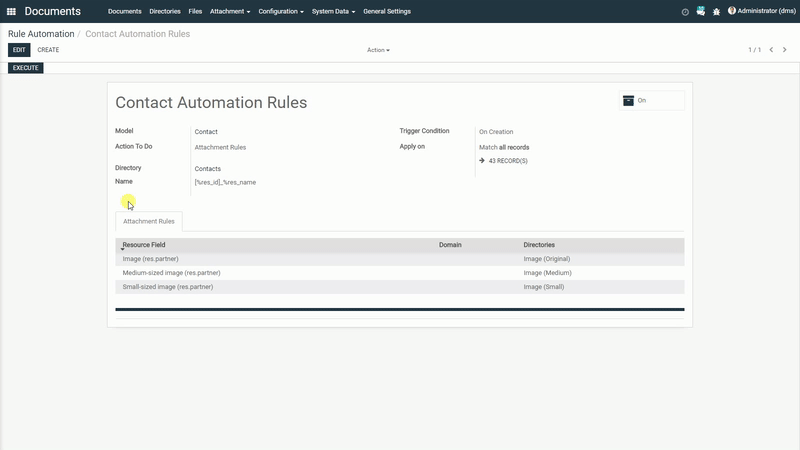 Documents Documents Directories Files Attachment Configuration System Data General Settings Administrator (dms)
Rule Automation / Contact Automation Rules
EDIT CREATE Action 1 / 1
EXECUTE
Contact Automation Rules On
Model Contact Trigger Condition On Creation
Action To Do Attachment Rules Apply on Match all records
43 RECORD(S)
Directory Contacts
Name [%res_id]_%res_name
Attachment Rules
Resource Field Domain Directories
Image (res.partner) Image (Original)
Medium-sized image (res.partner) Image (Medium)
Small-sized image (res.partner) Image (Small)